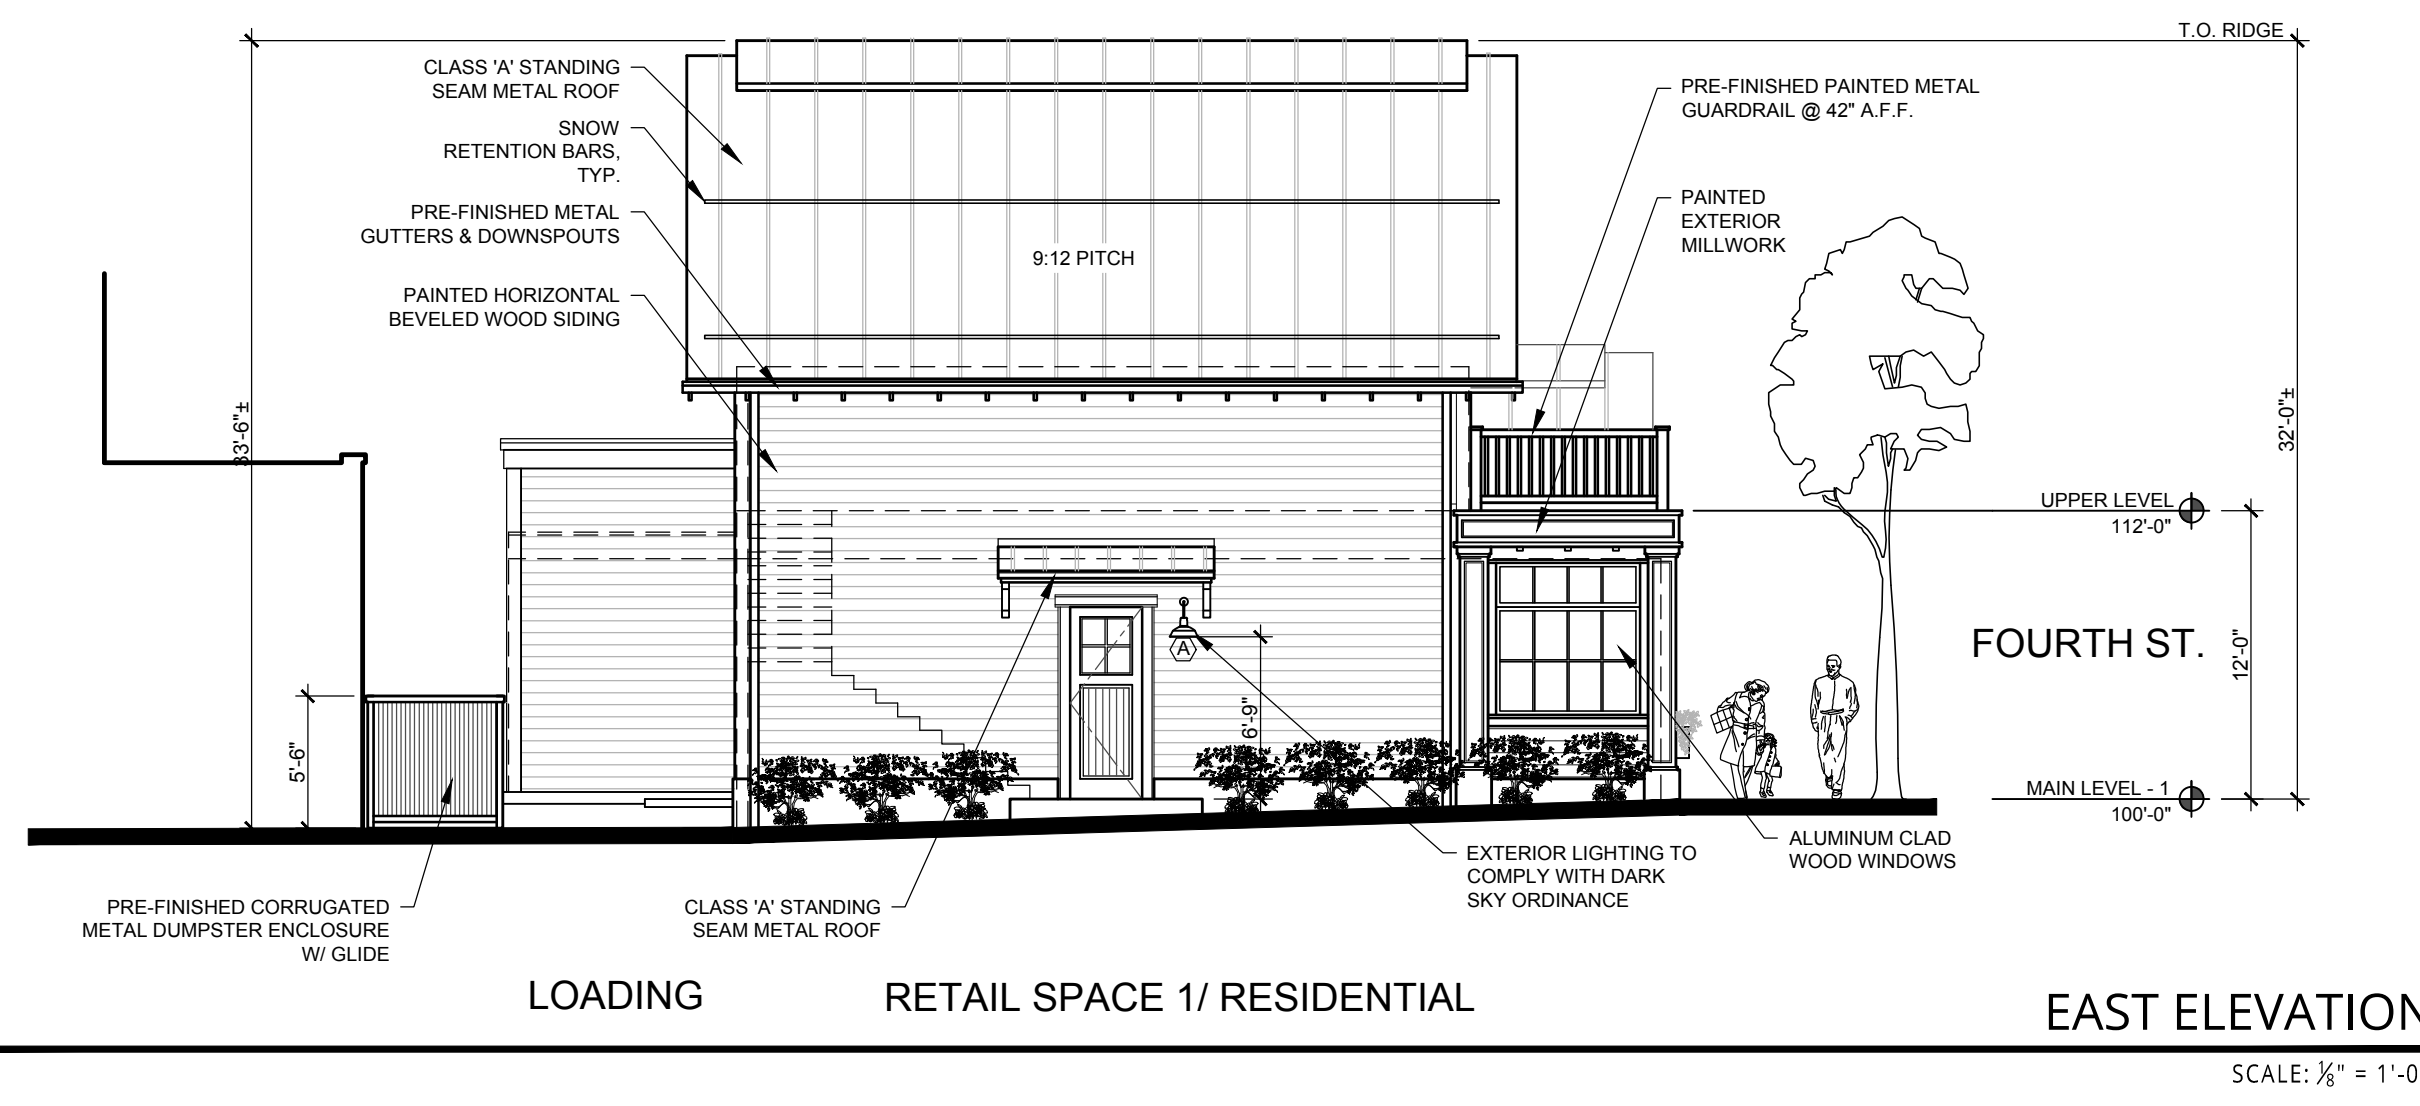 T.O. RIDGE
CLASS 'A' STANDING
SEAM METAL ROOF
SNOW
RETENTION BARS,
TYP.
PRE-FINISHED METAL
GUTTERS & DOWNSPOUTS
PAINTED HORIZONTAL
BEVELED WOOD SIDING
9:12 PITCH
PRE-FINISHED PAINTED METAL
GUARDRAIL @ 42" A.F.F.
PAINTED
EXTERIOR
MILLWORK
33'-6"±
32'-0"±
UPPER LEVEL
112'-0"
FOURTH ST.
12'-0"
A
6'-9"
5'-6"
MAIN LEVEL - 1
100'-0"
ALUMINUM CLAD
WOOD WINDOWS
EXTERIOR LIGHTING TO
COMPLY WITH DARK
SKY ORDINANCE
PRE-FINISHED CORRUGATED
METAL DUMPSTER ENCLOSURE
W/ GLIDE
CLASS 'A' STANDING
SEAM METAL ROOF
LOADING
RETAIL SPACE 1/ RESIDENTIAL
EAST ELEVATION
SCALE: ⅛" = 1'-0